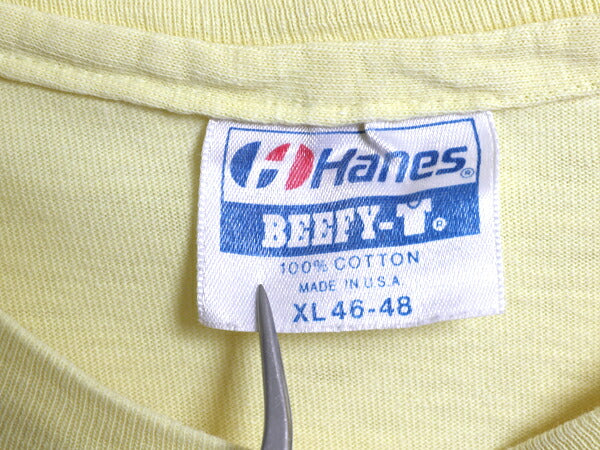 Hanes®
BEEFY-T®
100% COTTON
MADE IN U.S.A.
XL 46-48